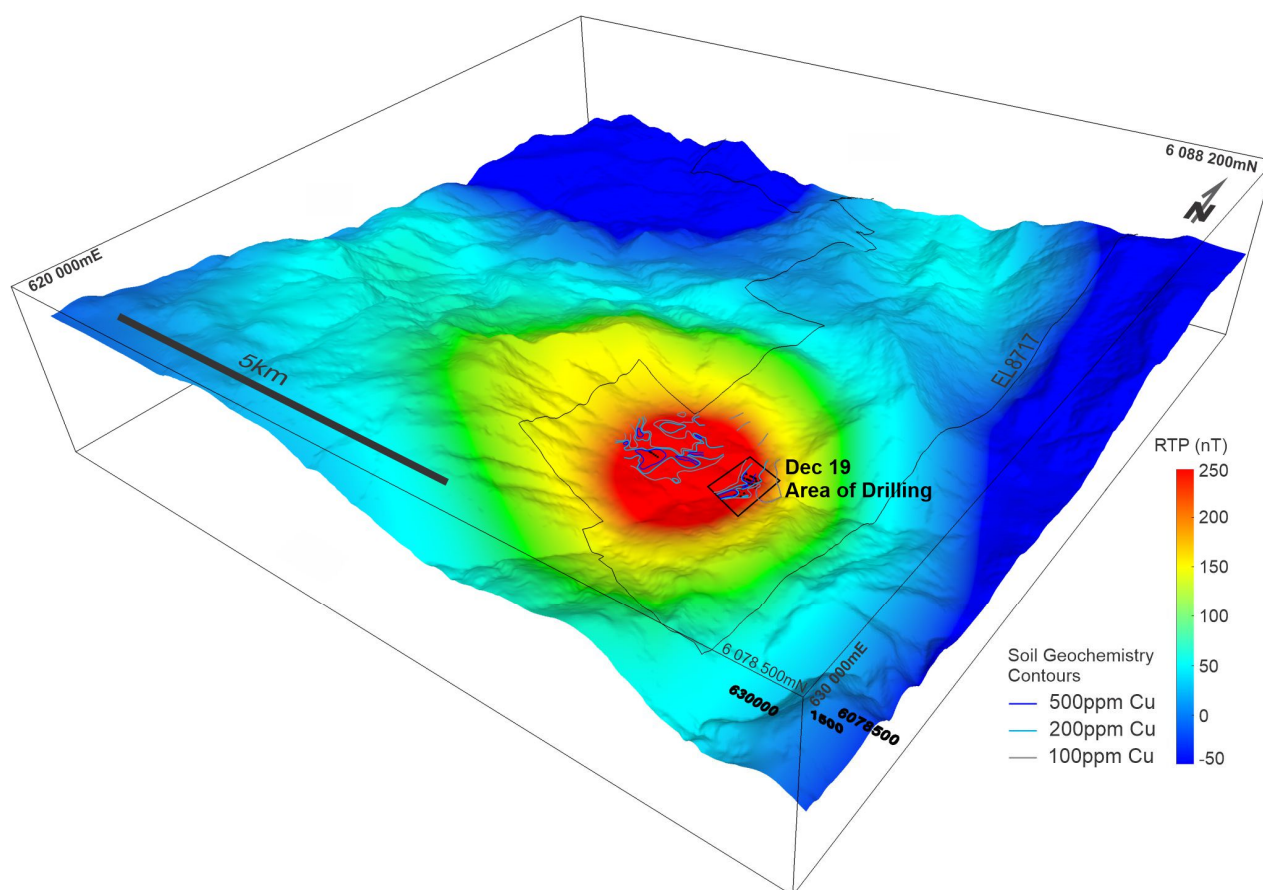 6 088 200mN
N
620 000mE
5km
EL8717
Dec 19
Area of Drilling
RTP (nT)
250
200
150
100
50
0
-50
6 078 500mN
630 000mE
630000
1500
6078500
Soil Geochemistry
Contours
500ppm Cu
200ppm Cu
100ppm Cu